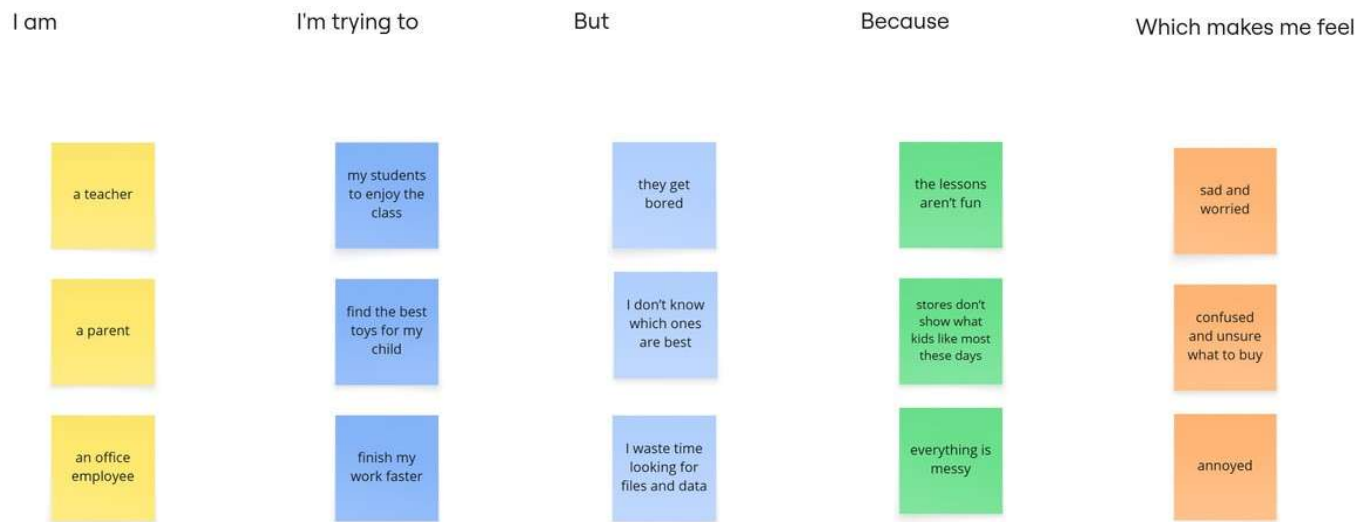 I am
I'm trying to
But
Because
Which makes me feel
a teacher
my students
to enjoy the
class
they get
bored
the lessons
aren't fun
sad and
worried
a parent
find the best
toys for my
child
I don't know
which ones
are best
stores don't
show what
kids like most
these days
confused
and unsure
what to buy
an office
employee
finish my
work faster
I waste time
looking for
files and data
everything is
messy
annoyed